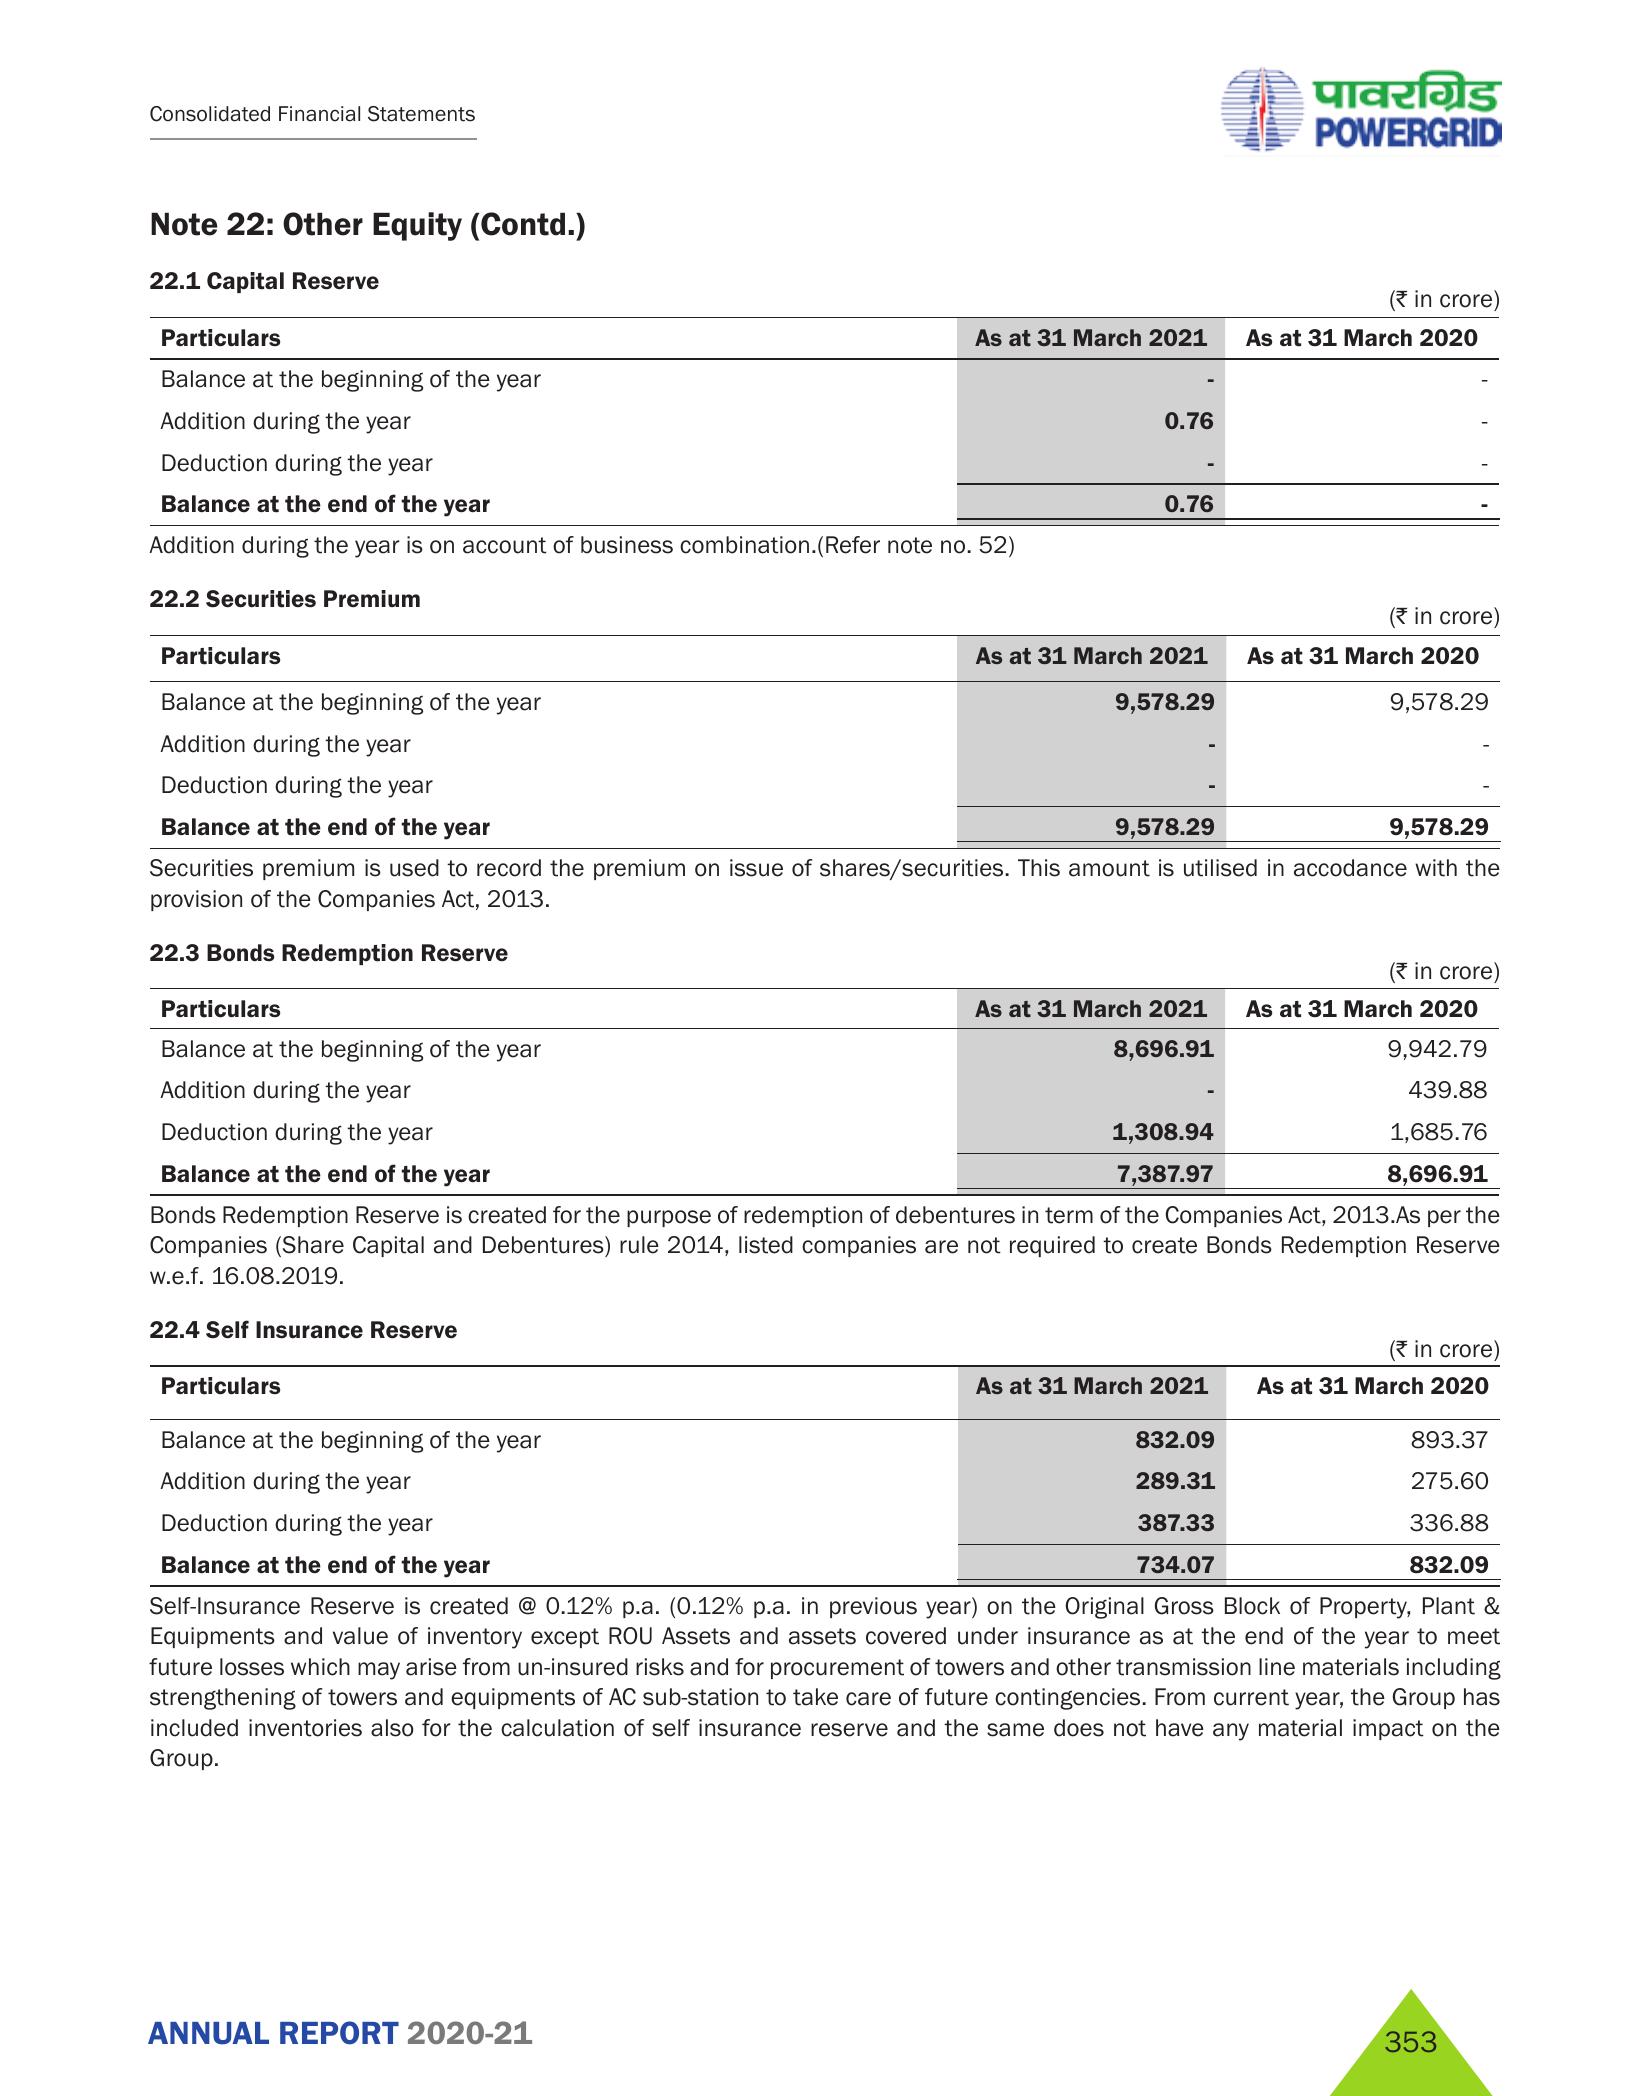 Consolidated Financial Statements
पावरग्रिड
POWERGRID
Note 22: Other Equity (Contd.)
22.1 Capital Reserve
(₹ in crore)
Particulars As at 31 March 2021 As at 31 March 2020
Balance at the beginning of the year - -
Addition during the year 0.76 -
Deduction during the year - -
Balance at the end of the year 0.76 -
Addition during the year is on account of business combination.(Refer note no. 52)
22.2 Securities Premium
(₹ in crore)
Particulars As at 31 March 2021 As at 31 March 2020
Balance at the beginning of the year 9,578.29 9,578.29
Addition during the year - -
Deduction during the year - -
Balance at the end of the year 9,578.29 9,578.29
Securities premium is used to record the premium on issue of shares/securities. This amount is utilised in accodance with the
provision of the Companies Act, 2013.
22.3 Bonds Redemption Reserve
(₹ in crore)
Particulars As at 31 March 2021 As at 31 March 2020
Balance at the beginning of the year 8,696.91 9,942.79
Addition during the year - 439.88
Deduction during the year 1,308.94 1,685.76
Balance at the end of the year 7,387.97 8,696.91
Bonds Redemption Reserve is created for the purpose of redemption of debentures in term of the Companies Act, 2013.As per the
Companies (Share Capital and Debentures) rule 2014, listed companies are not required to create Bonds Redemption Reserve
w.e.f. 16.08.2019.
22.4 Self Insurance Reserve
(₹ in crore)
Particulars As at 31 March 2021 As at 31 March 2020
Balance at the beginning of the year 832.09 893.37
Addition during the year 289.31 275.60
Deduction during the year 387.33 336.88
Balance at the end of the year 734.07 832.09
Self-Insurance Reserve is created @ 0.12% p.a. (0.12% p.a. in previous year) on the Original Gross Block of Property, Plant &
Equipments and value of inventory except ROU Assets and assets covered under insurance as at the end of the year to meet
future losses which may arise from un-insured risks and for procurement of towers and other transmission line materials including
strengthening of towers and equipments of AC sub-station to take care of future contingencies. From current year, the Group has
included inventories also for the calculation of self insurance reserve and the same does not have any material impact on the
Group.
ANNUAL REPORT 2020-21
353